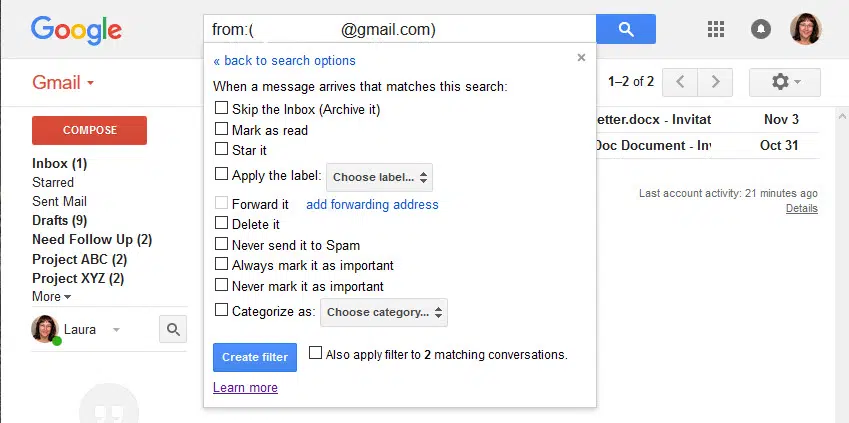 Google
from:( @gmail.com)
« back to search options
When a message arrives that matches this search:
Skip the Inbox (Archive it)
Mark as read
Star it
Apply the label: Choose label...
Forward it add forwarding address
Delete it
Never send it to Spam
Always mark it as important
Never mark it as important
Categorize as: Choose category...
Create filter Also apply filter to 2 matching conversations.
Learn more
Gmail
COMPOSE
Inbox (1)
Starred
Sent Mail
Drafts (9)
Need Follow Up (2)
Project ABC (2)
Project XYZ (2)
More
Laura
1–2 of 2
etter.docx - Invitat Nov 3
Doc Document - Inv Oct 31
Last account activity: 21 minutes ago
Details